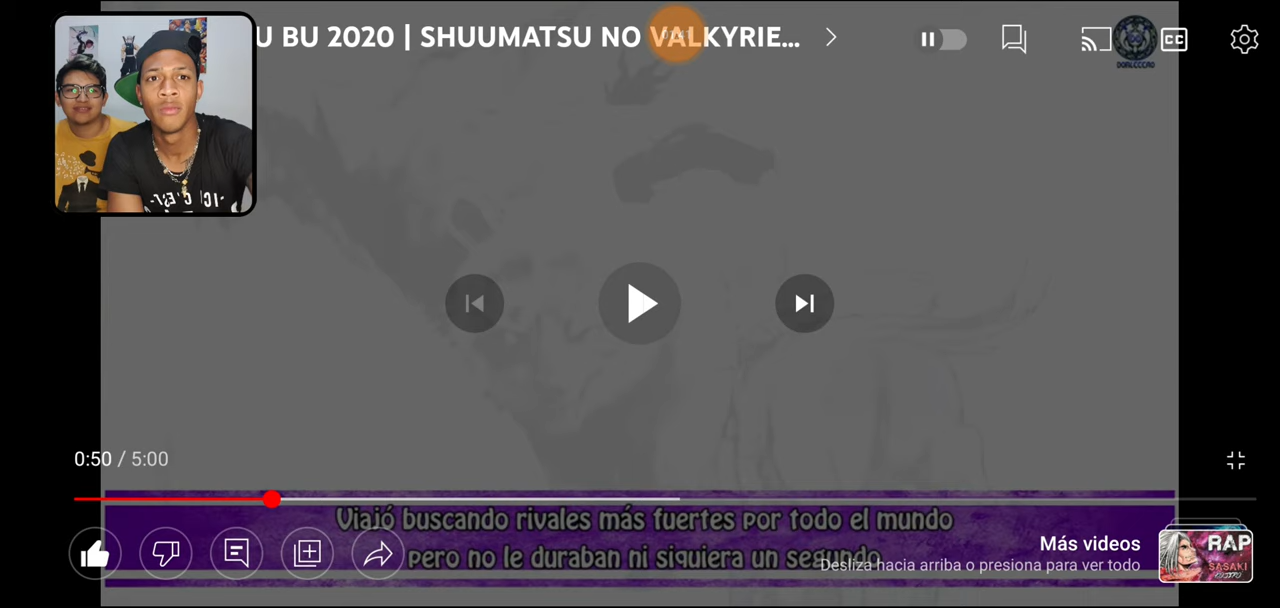 U BU 2020 | SHUUMATSU NO VALKYRIE...
CC
0:50 / 5:00
Viajó buscando rivales más fuertes por todo el mundo
pero no le duraban ni siquiera un segundo
Más videos
Desliza hacia arriba o presiona para ver todo
RAP
SASAKI